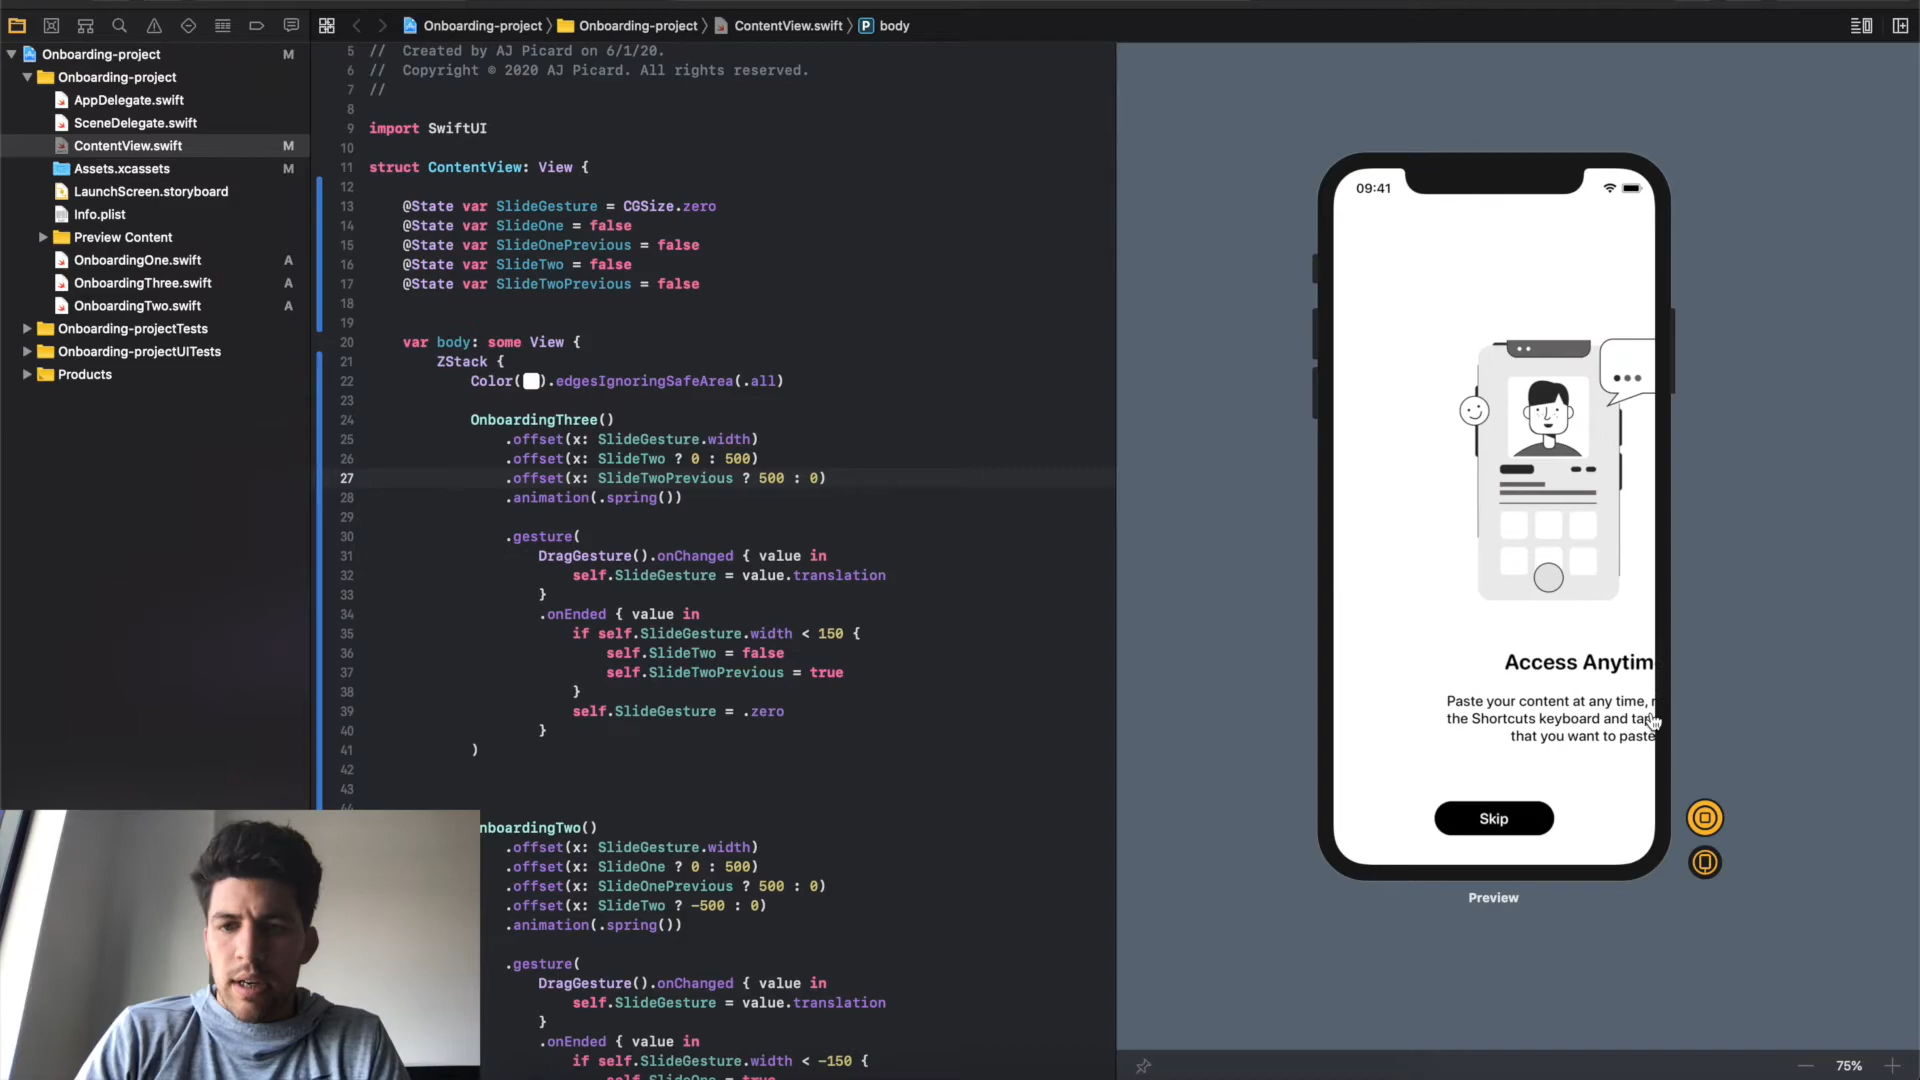 Onboarding-project
Onboarding-project
ContentView.swift
P
body
Onboarding-project M
Onboarding-project
AppDelegate.swift
SceneDelegate.swift
ContentView.swift M
Assets.xcassets M
LaunchScreen.storyboard
Info.plist
Preview Content
OnboardingOne.swift A
OnboardingThree.swift A
OnboardingTwo.swift A
Onboarding-projectTests
Onboarding-projectUITests
Products
5 // Created by AJ Picard on 6/1/20.
6 // Copyright © 2020 AJ Picard. All rights reserved.
7 //
8
9 import SwiftUI
10
11 struct ContentView: View {
12
13 @State var SlideGesture = CGSize.zero
14 @State var SlideOne = false
15 @State var SlideOnePrevious = false
16 @State var SlideTwo = false
17 @State var SlideTwoPrevious = false
18
19
20 var body: some View {
21 ZStack {
22 Color( ).edgesIgnoringSafeArea(.all)
23
24 OnboardingThree()
25 .offset(x: SlideGesture.width)
26 .offset(x: SlideTwo ? 0 : 500)
27 .offset(x: SlideTwoPrevious ? 500 : 0)
28 .animation(.spring())
29
30 .gesture(
31 DragGesture().onChanged { value in
32 self.SlideGesture = value.translation
33 }
34 .onEnded { value in
35 if self.SlideGesture.width < 150 {
36 self.SlideTwo = false
37 self.SlideTwoPrevious = true
38 }
39 self.SlideGesture = .zero
40 }
41 )
42
43
nboardingTwo()
.offset(x: SlideGesture.width)
.offset(x: SlideOne ? 0 : 500)
.offset(x: SlideOnePrevious ? 500 : 0)
.offset(x: SlideTwo ? -500 : 0)
.animation(.spring())
.gesture(
DragGesture().onChanged { value in
self.SlideGesture = value.translation
}
.onEnded { value in
if self.SlideGesture.width < -150 {
self.SlideOne = true
09:41
Access Anytim
Paste your content at any time,
the Shortcuts keyboard and
that you want to paste
Skip
Preview
75%